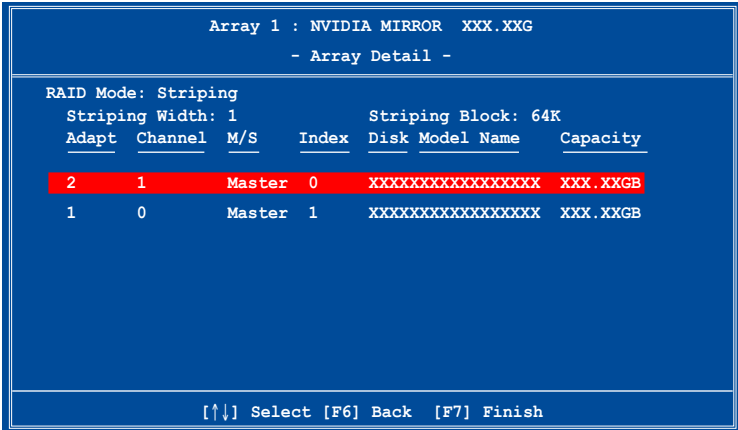 Array 1 : NVIDIA MIRROR XXX.XXG
- Array Detail -
RAID Mode: Striping
Striping Width: 1 Striping Block: 64K
Adapt Channel M/S Index Disk Model Name Capacity
2 1 Master 0 XXXXXXXXXXXXXXXXX XXX.XXGB
1 0 Master 1 XXXXXXXXXXXXXXXXX XXX.XXGB
[↑↓] Select [F6] Back [F7] Finish